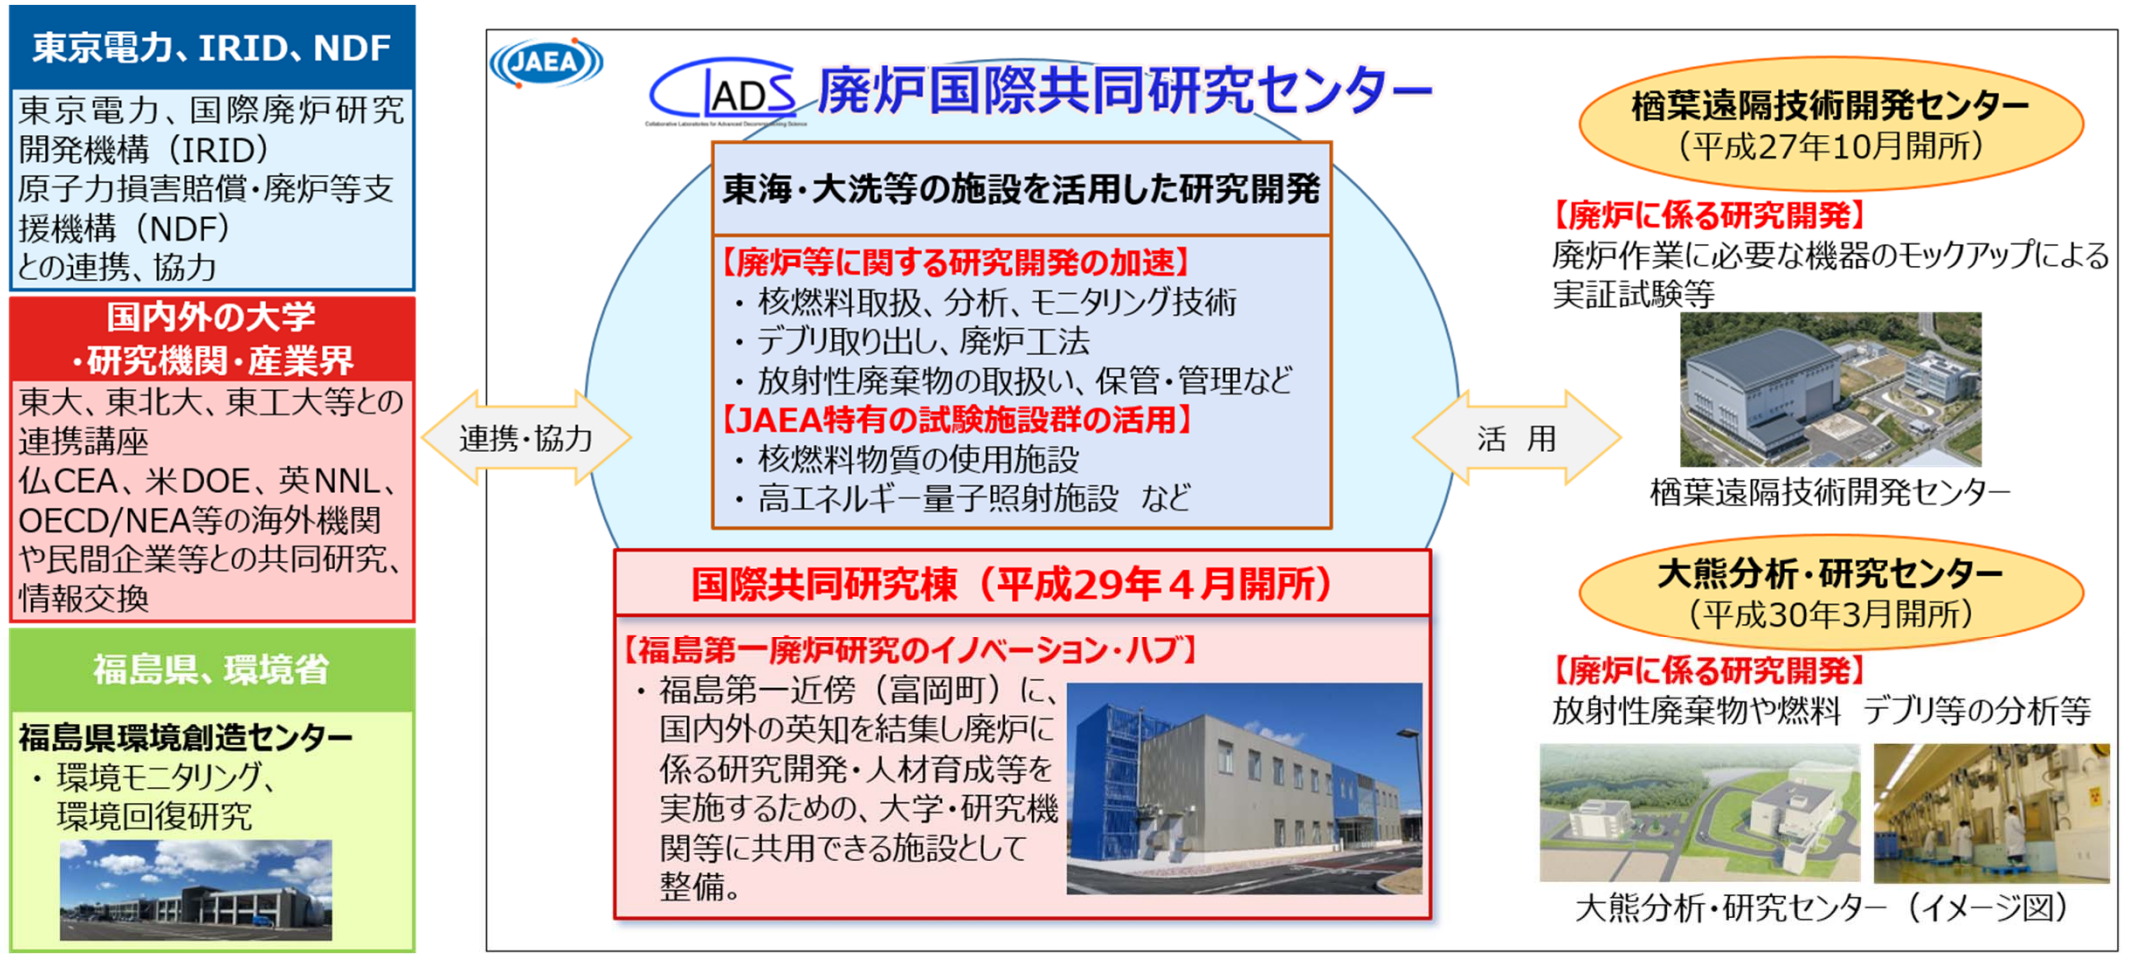 東京電力、IRID、NDF
東京電力、国際廃炉研究
開発機構（IRID）
原子力損害賠償・廃炉等支
援機構（NDF）
との連携、協力
国内外の大学
・研究機関・産業界
東大、東北大、東工大等との
連携講座
仏CEA、米DOE、英NNL、
OECD/NEA等の海外機関
や民間企業等との共同研究、
情報交換
福島県、環境省
福島県環境創造センター
・環境モニタリング、
環境回復研究
連携・協力
JAEA
CLADS
Collaborative Laboratories for Advanced Decommissioning Science
廃炉国際共同研究センター
東海・大洗等の施設を活用した研究開発
【廃炉等に関する研究開発の加速】
・核燃料取扱、分析、モニタリング技術
・デブリ取り出し、廃炉工法
・放射性廃棄物の取扱い、保管・管理など
【JAEA特有の試験施設群の活用】
・核燃料物質の使用施設
・高エネルギー量子照射施設　など
国際共同研究棟（平成29年４月開所）
【福島第一廃炉研究のイノベーション・ハブ】
・福島第一近傍（富岡町）に、
国内外の英知を結集し廃炉に
係る研究開発・人材育成等を
実施するための、大学・研究機
関等に共用できる施設として
整備。
活　用
楢葉遠隔技術開発センター
（平成27年10月開所）
【廃炉に係る研究開発】
廃炉作業に必要な機器のモックアップによる
実証試験等
楢葉遠隔技術開発センター
大熊分析・研究センター
（平成30年3月開所）
【廃炉に係る研究開発】
放射性廃棄物や燃料　デブリ等の分析等
大熊分析・研究センター（イメージ図）